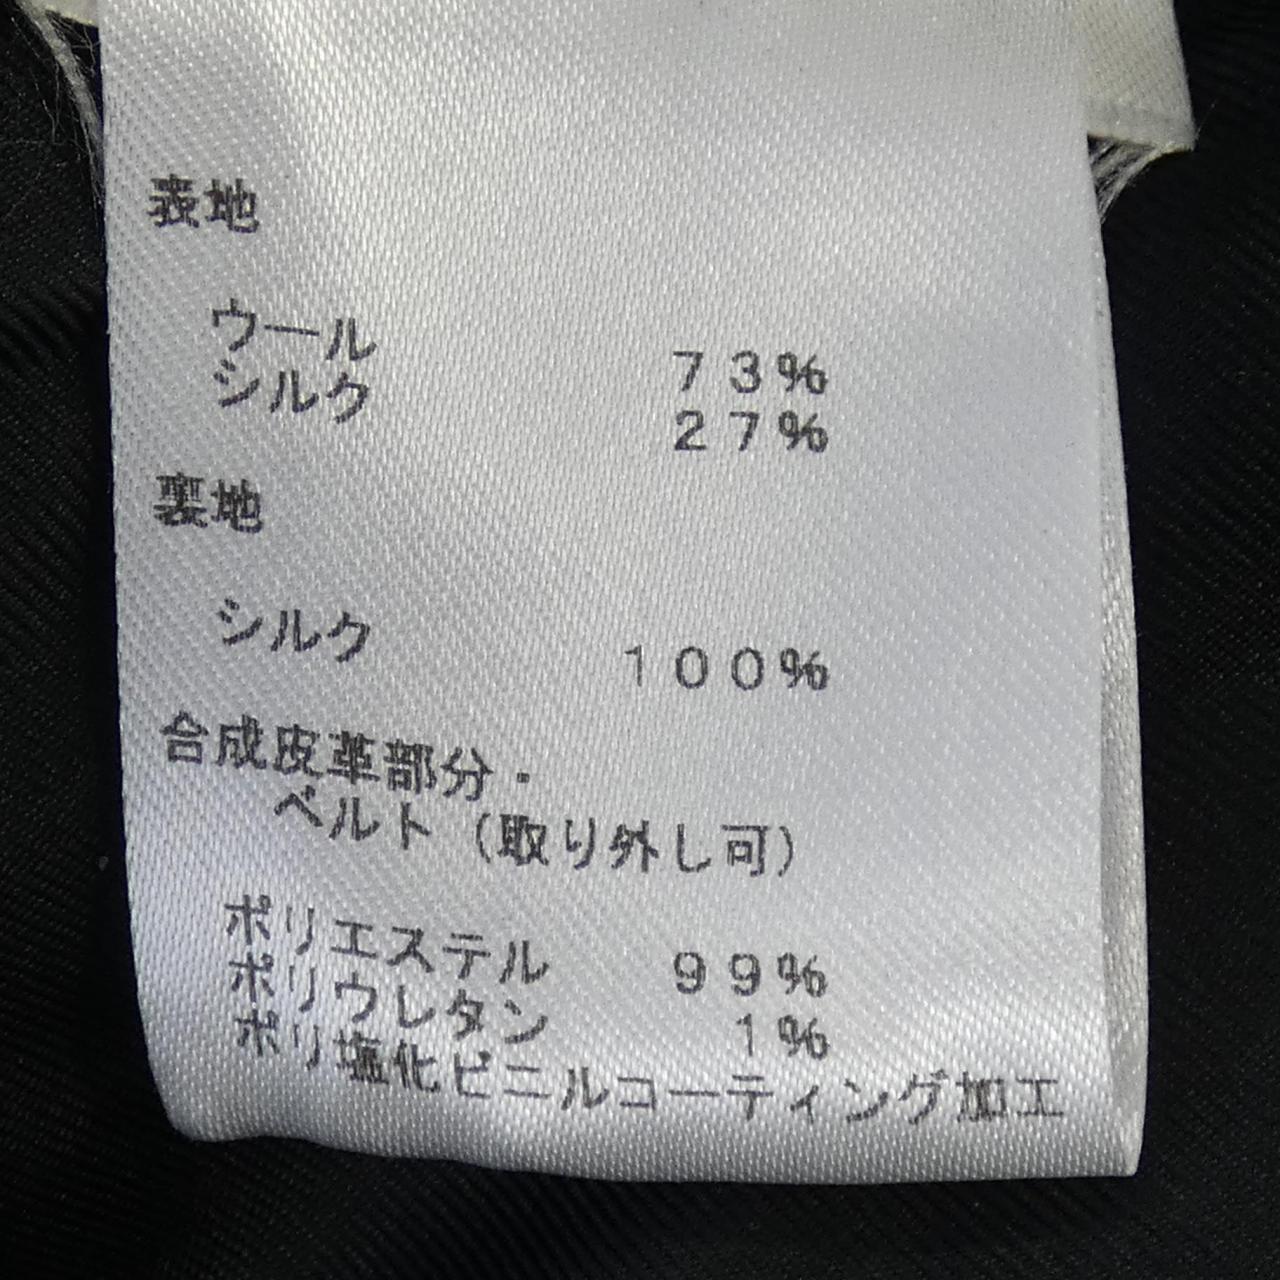 表地
ウール 73%
シルク 27%
裏地
シルク 100%
合成皮革部分・
ベルト(取り外し可)
ポリエステル 99%
ポリウレタン 1%
ポリ塩化ビニルコーティング加工